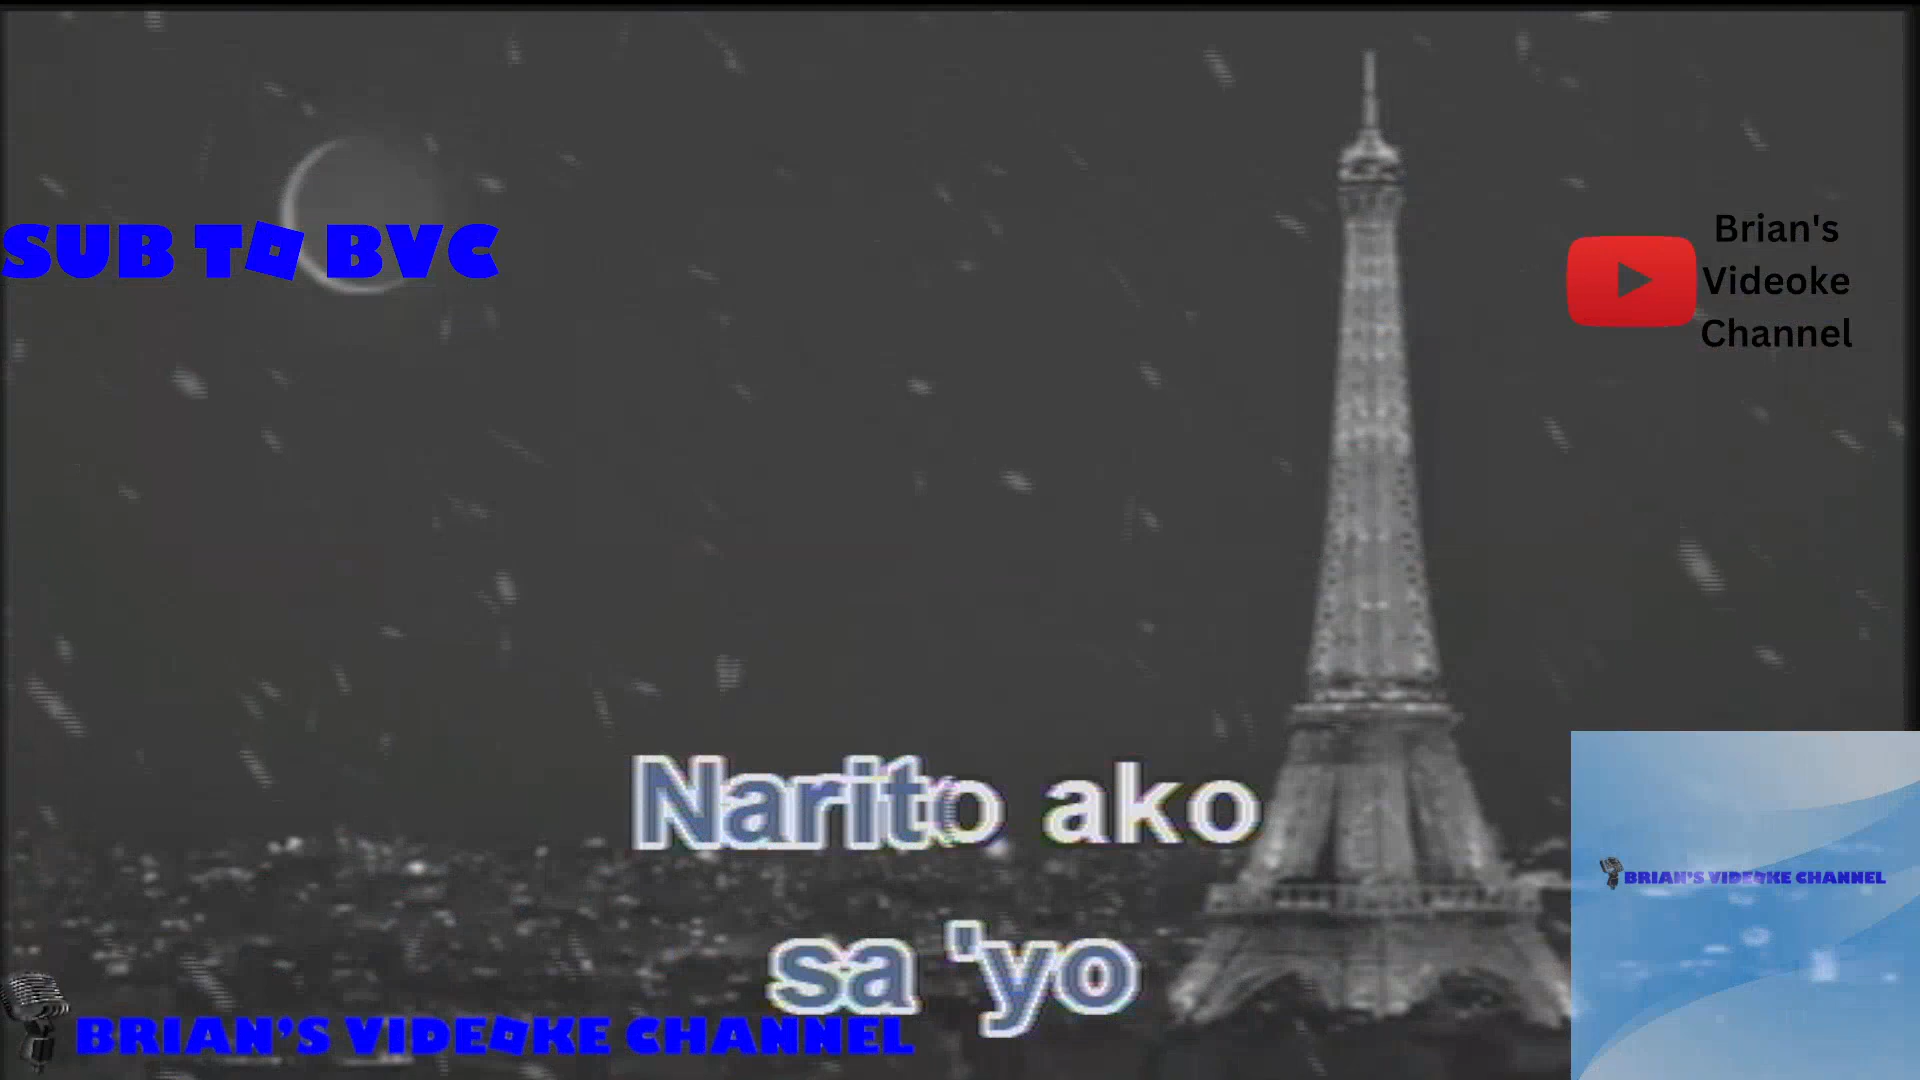 SUB TO BVC
Brian's
Videoke
Channel
Narito ako
sa 'yo
BRIAN'S VIDEOKE CHANNEL
BRIAN'S VIDEOKE CHANNEL